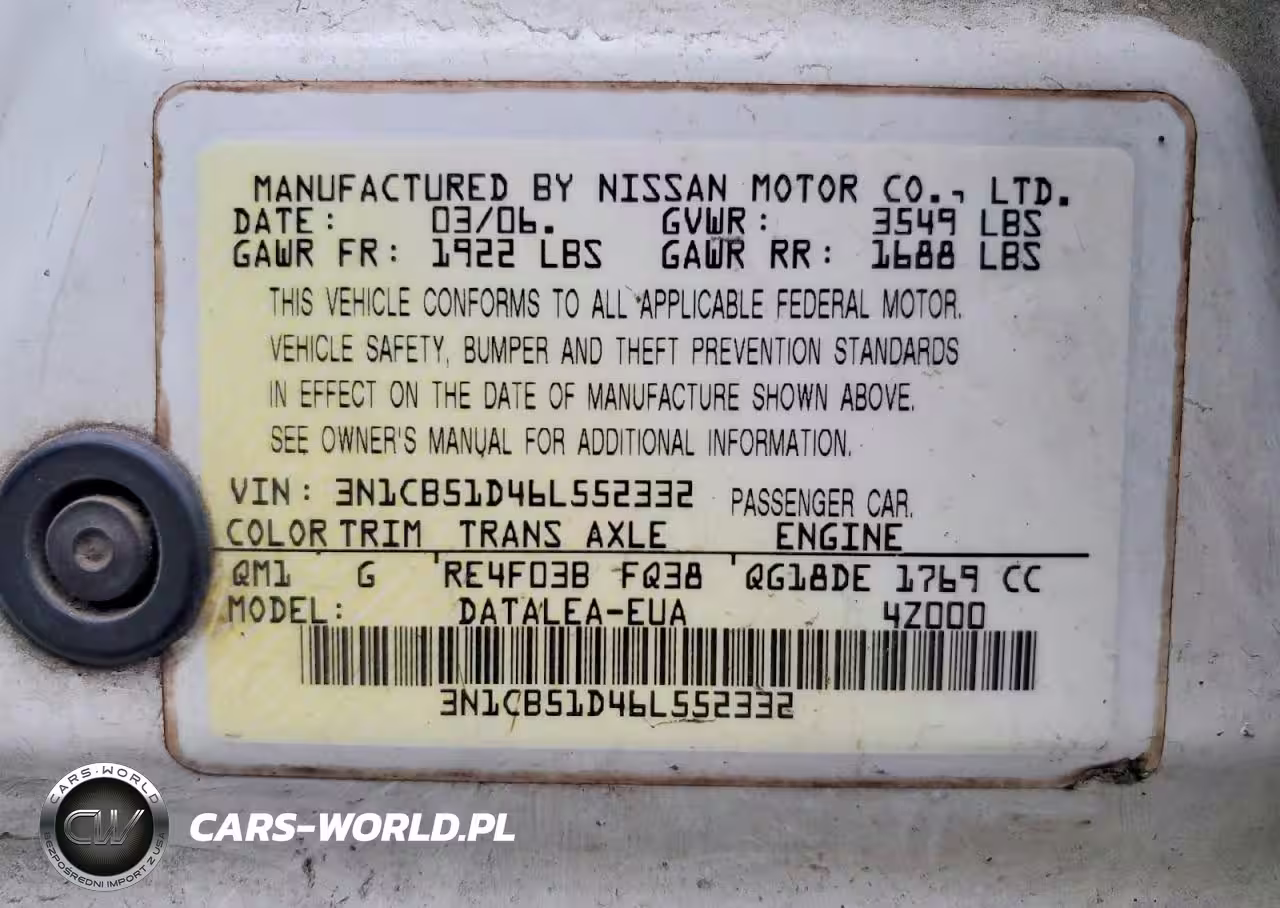 MANUFACTURED BY NISSAN MOTOR CO., LTD.
DATE: 03/06. GVWR: 3549 LBS
GAWR FR: 1922 LBS GAWR RR: 1688 LBS
THIS VEHICLE CONFORMS TO ALL APPLICABLE FEDERAL MOTOR.
VEHICLE SAFETY, BUMPER AND THEFT PREVENTION STANDARDS
IN EFFECT ON THE DATE OF MANUFACTURE SHOWN ABOVE.
SEE OWNER'S MANUAL FOR ADDITIONAL INFORMATION.
VIN: 3N1CB51D46L552332 PASSENGER CAR.
COLOR TRIM TRANS AXLE ENGINE
QM1 G RE4F03B FQ38 QG18DE 1769 CC
MODEL: DATALEA-EUA 4Z000
3N1CB51D46L552332
CARS-WORLD
CW
BEZPOŚREDNI IMPORT Z USA
CARS-WORLD.PL